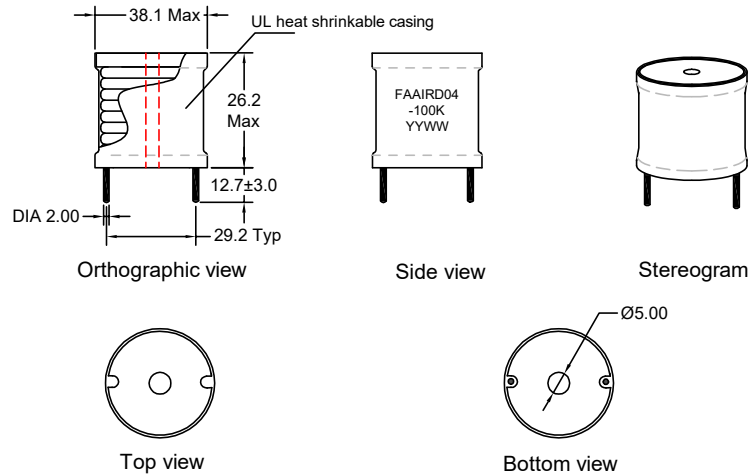 38.1 Max
UL heat shrinkable casing
26.2
Max
12.7±3.0
DIA 2.00
29.2 Typ
Orthographic view
FAAIRD04
-100K
YYWW
Side view
Stereogram
Top view
Ø5.00
Bottom view